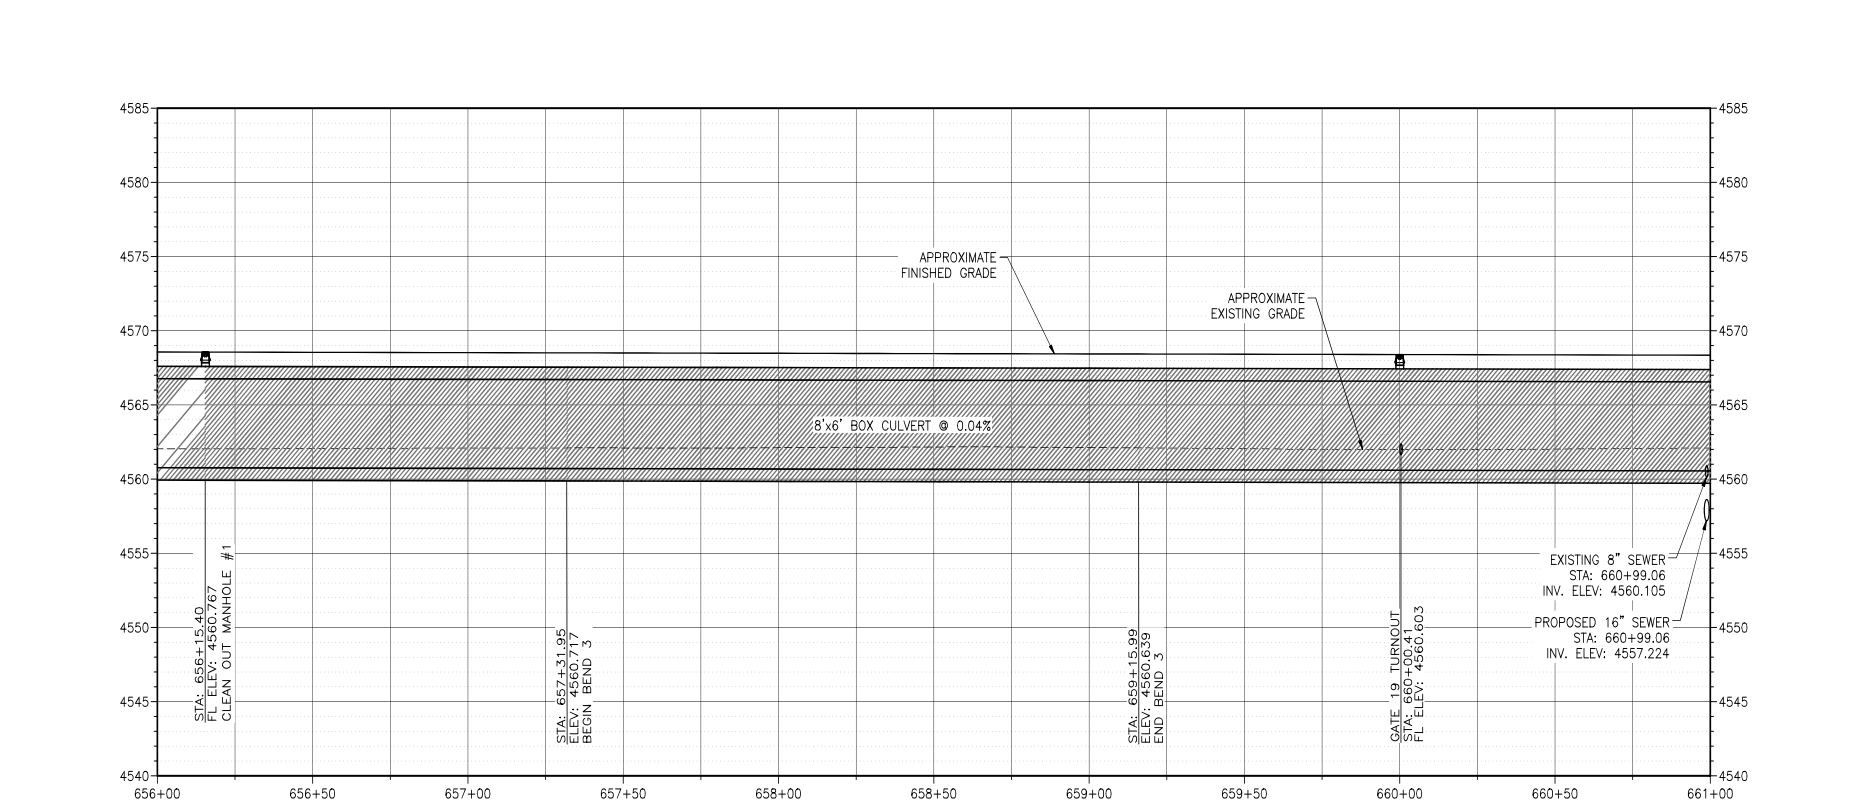 4585
4585
4580
4580
4575
4575
APPROXIMATE
FINISHED GRADE
APPROXIMATE
EXISTING GRADE
4570
4570
4565
4565
8'x6' BOX CULVERT @ 0.04%
4560
4560
4555
4555
EXISTING 8" SEWER
STA: 660+99.06
INV. ELEV: 4560.105
PROPOSED 16" SEWER
STA: 660+99.06
INV. ELEV: 4557.224
4550
4550
STA: 656+15.40
FL ELEV: 4560.767
CLEAN OUT MANHOLE #1
STA: 657+31.95
ELEV: 4560.717
BEGIN BEND 3
STA: 659+15.99
ELEV: 4560.639
END BEND 3
GATE 19 TURNOUT
STA: 660+00.41
FL ELEV: 4560.603
4545
4545
4540
4540
656+00
656+50
657+00
657+50
658+00
658+50
659+00
659+50
660+00
660+50
661+00